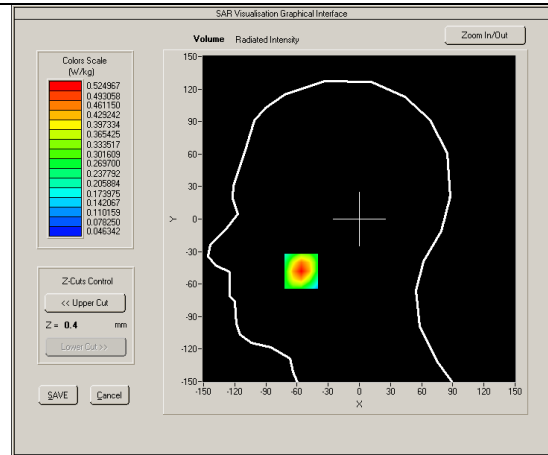 SAR Visualisation Graphical Interface
Volume Radiated Intensity
Zoom In/Out
Colors Scale
(W/kg)
0.524967
0.493058
0.461150
0.429242
0.397334
0.365425
0.333517
0.301609
0.269700
0.237792
0.205884
0.173975
0.142067
0.110159
0.078250
0.046342
Z-Cuts Control
<< Upper Cut
Z = 0.4 mm
Lower Cut >>
SAVE Cancel
150
120
90
60
30
0
-30
-60
-90
-120
-150
Y
-150 -120 -90 -60 -30 0 30 60 90 120 150
X